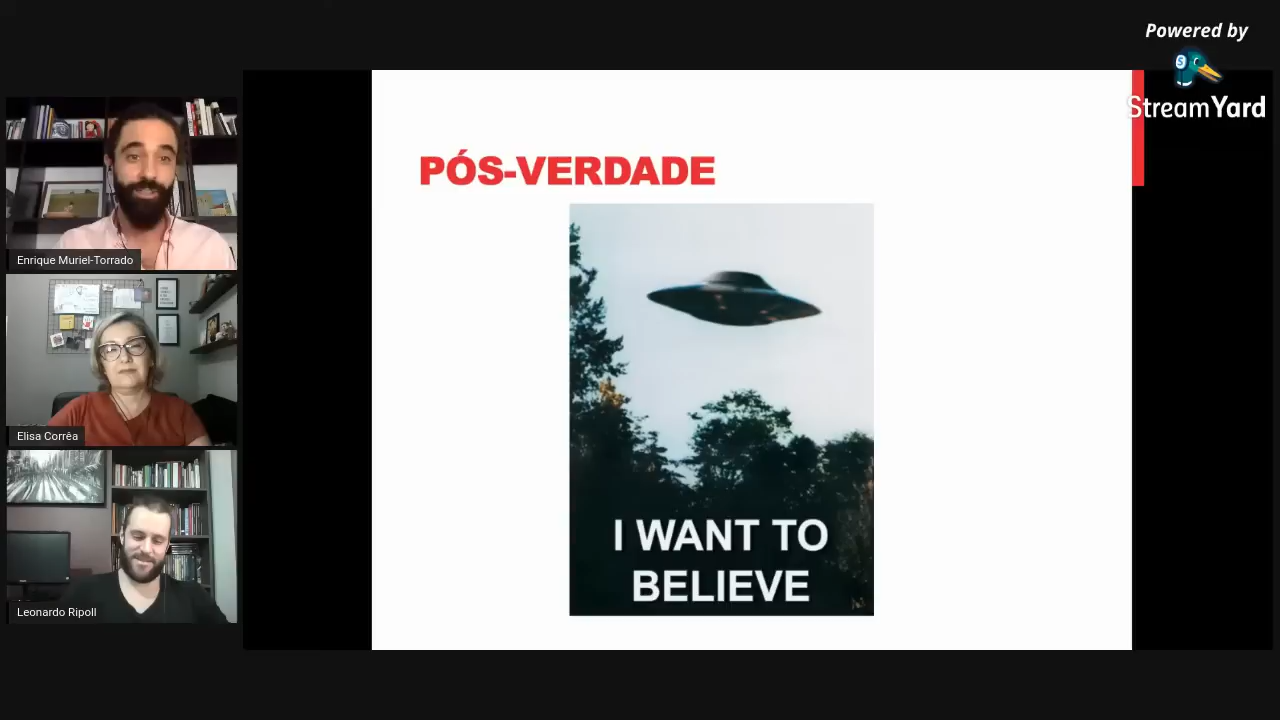 Powered by
StreamYard
PÓS-VERDADE
I WANT TO
BELIEVE
Enrique Muriel-Torrado
Elisa Corrêa
Leonardo Ripoll